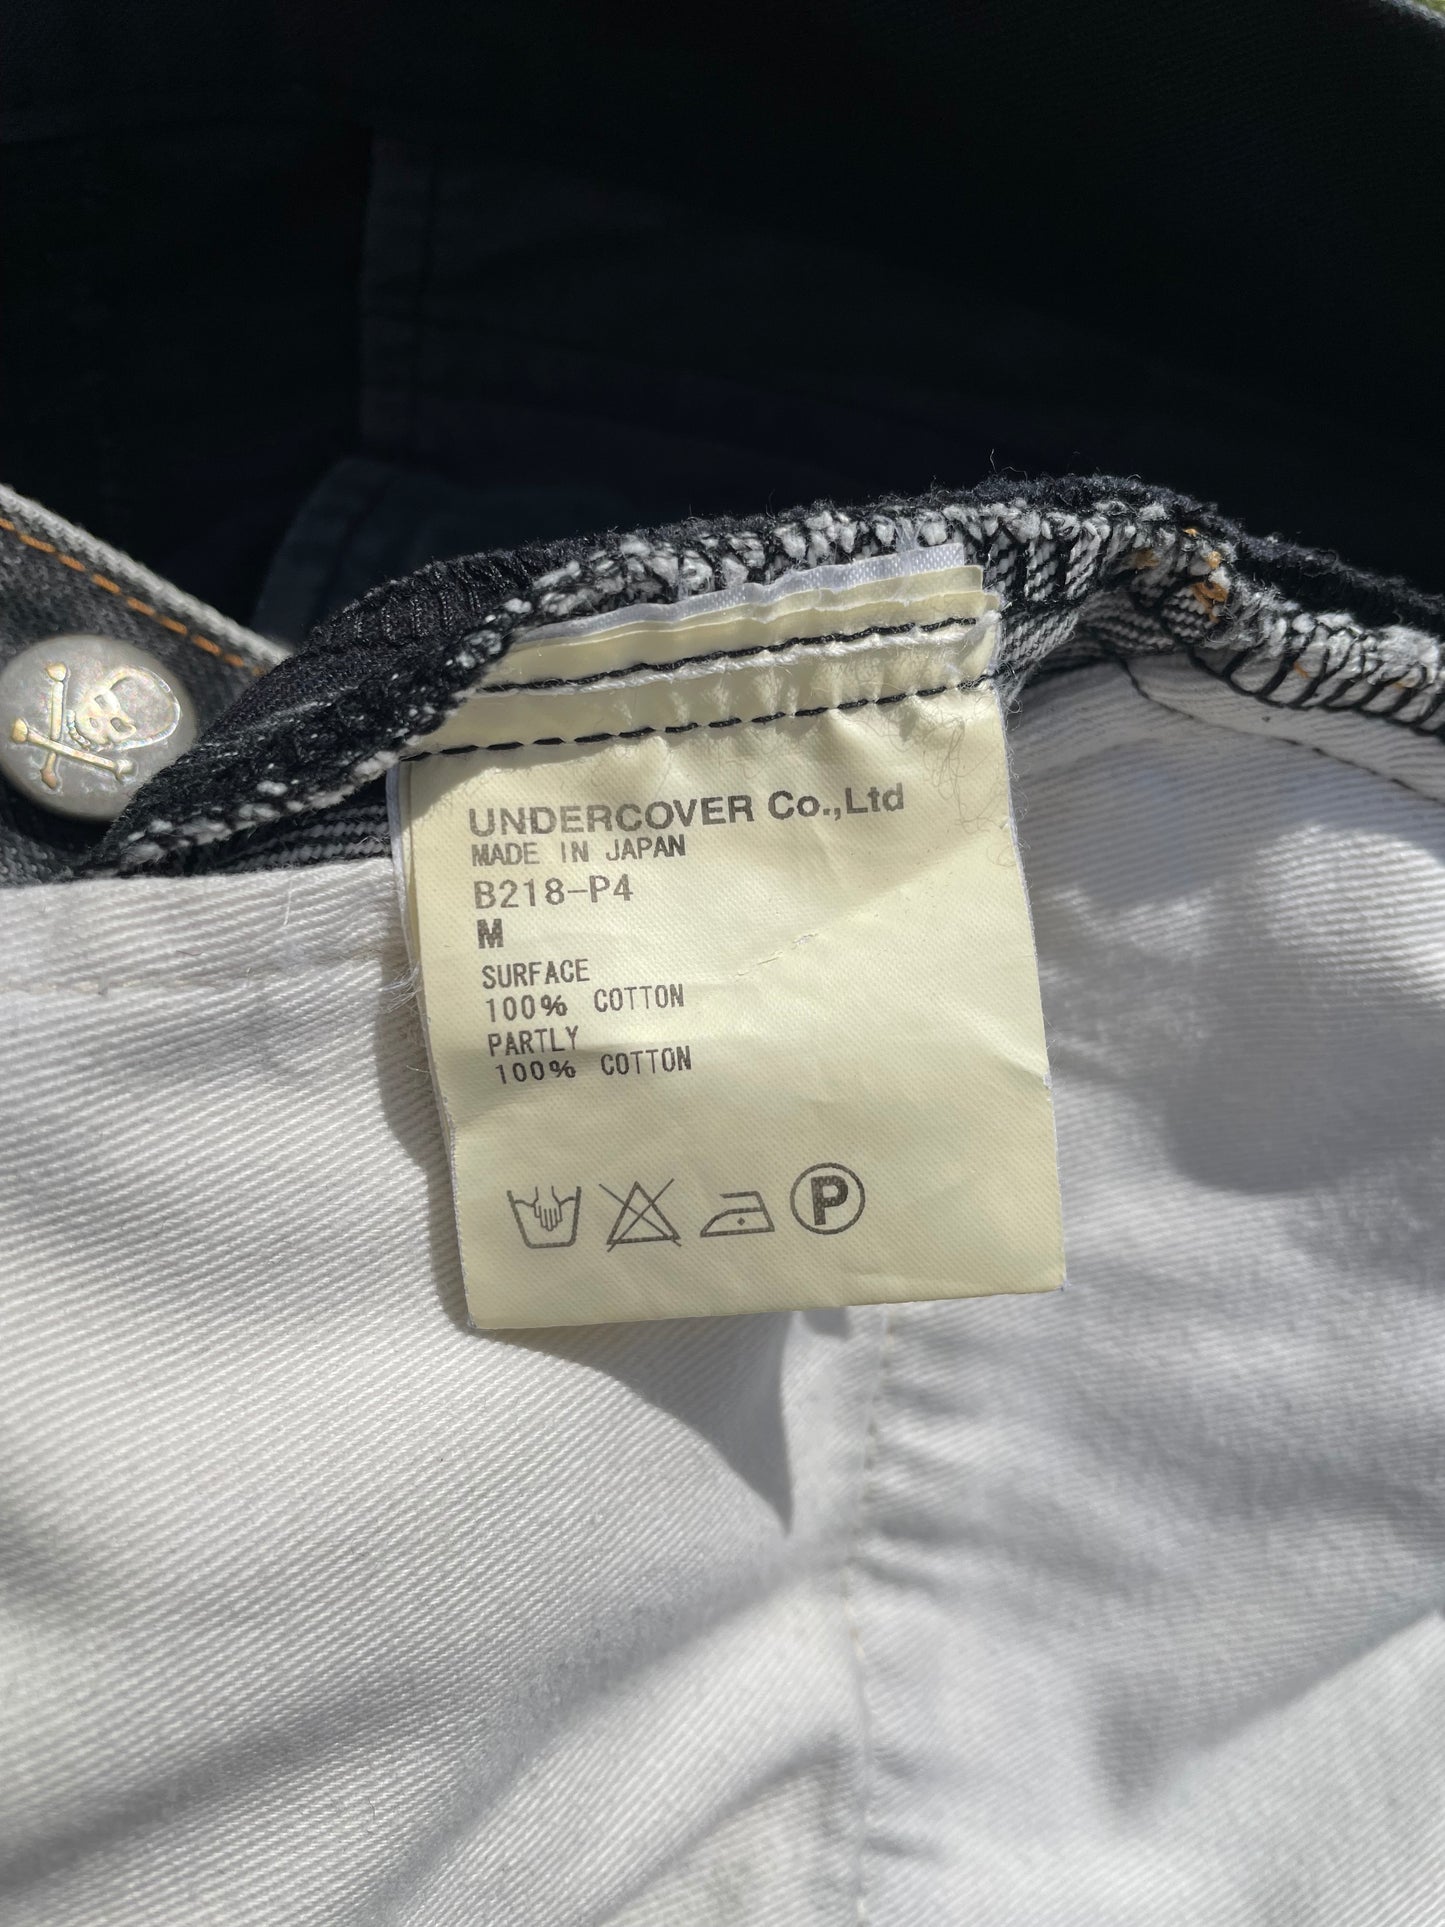 UNDERCOVER Co.,Ltd
MADE IN JAPAN
B218-P4
M
SURFACE
100% COTTON
PARTLY
100% COTTON
P